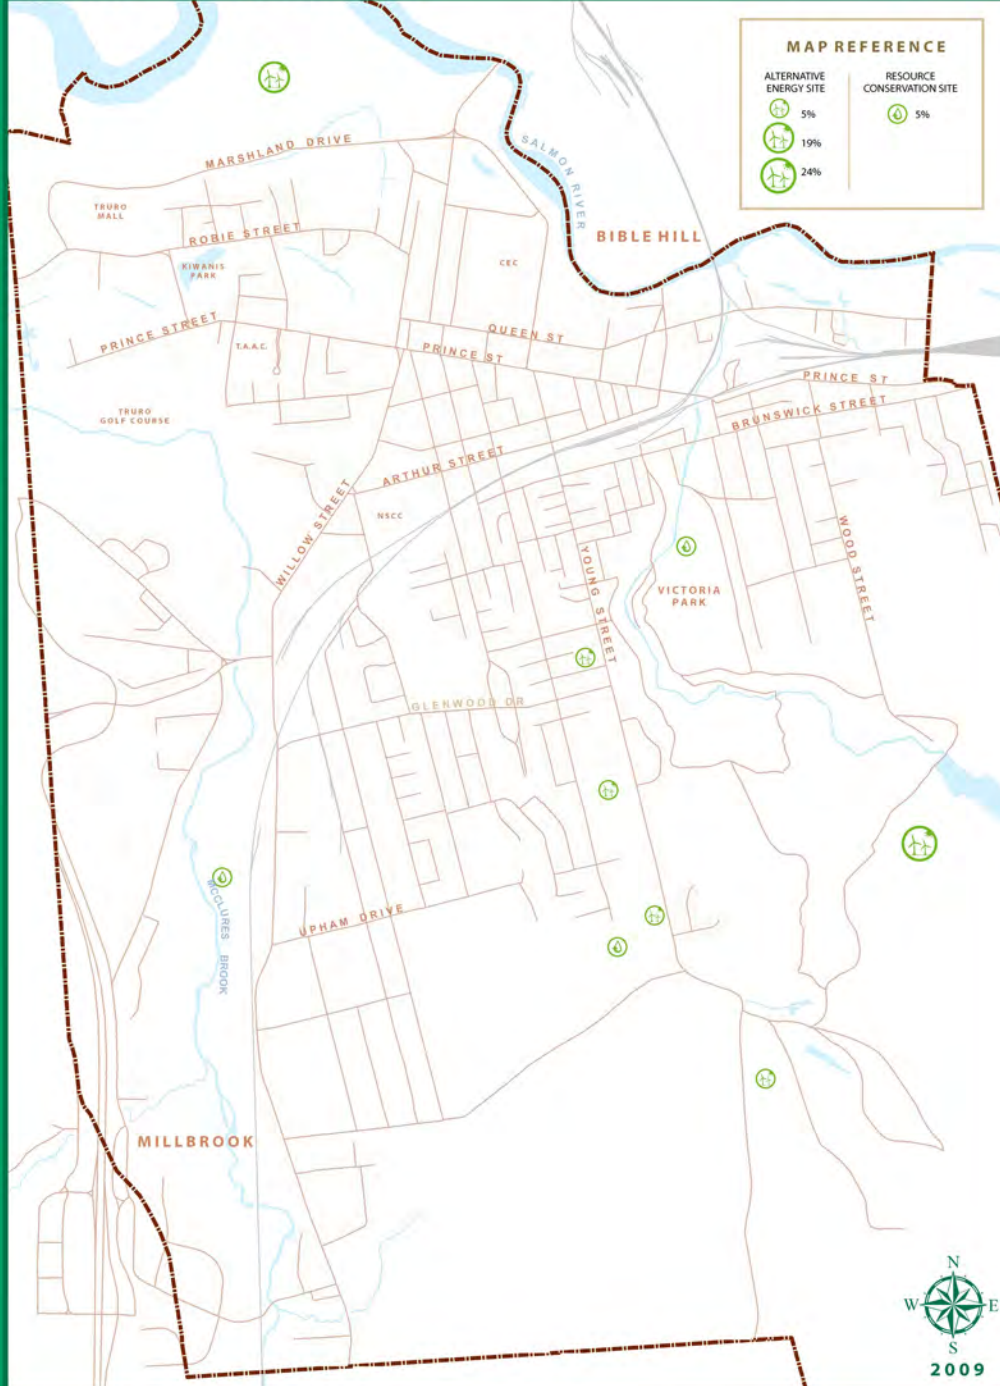 MAP REFERENCE
ALTERNATIVE
ENERGY SITE
5%
19%
24%
RESOURCE
CONSERVATION SITE
5%
MARSHLAND DRIVE
SALMON RIVER
TRURO
MALL
ROBIE STREET
BIBLE HILL
KIWANIS
PARK
CEC
PRINCE STREET
QUEEN ST
T.A.A.C.
PRINCE ST
PRINCE ST
TRURO
GOLF COURSE
BRUNSWICK STREET
ARTHUR STREET
WILLOW STREET
NSCC
YOUNG STREET
WOOD STREET
VICTORIA
PARK
GLENWOOD DR
MCCLURES BROOK
UPHAM DRIVE
MILLBROOK
N
W
E
S
2009